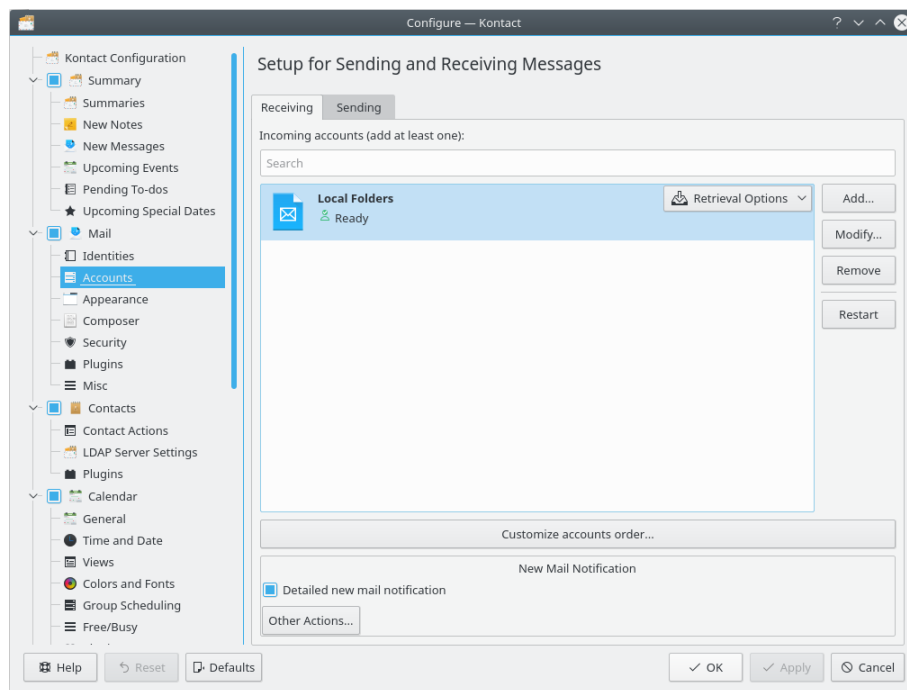 Configure — Kontact
Kontact Configuration
Summary
Summaries
New Notes
New Messages
Upcoming Events
Pending To-dos
Upcoming Special Dates
Mail
Identities
Accounts
Appearance
Composer
Security
Plugins
Misc
Contacts
Contact Actions
LDAP Server Settings
Plugins
Calendar
General
Time and Date
Views
Colors and Fonts
Group Scheduling
Free/Busy
Setup for Sending and Receiving Messages
Receiving
Sending
Incoming accounts (add at least one):
Search
Local Folders
Ready
Retrieval Options
Add...
Modify...
Remove
Restart
Customize accounts order...
New Mail Notification
Detailed new mail notification
Other Actions...
Help
Reset
Defaults
OK
Apply
Cancel